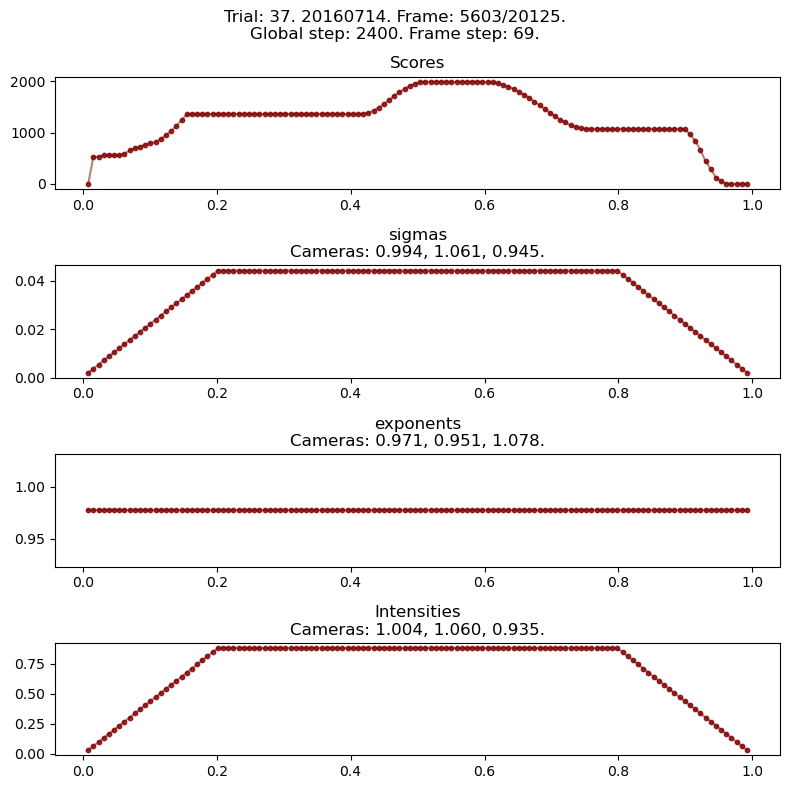 Trial: 37. 20160714. Frame: 5603/20125.
Global step: 2400. Frame step: 69.
Scores
2000
1000
0
0.0 0.2 0.4 0.6 0.8 1.0
sigmas
Cameras: 0.994, 1.061, 0.945.
0.04
0.02
0.00
0.0 0.2 0.4 0.6 0.8 1.0
exponents
Cameras: 0.971, 0.951, 1.078.
1.00
0.95
0.0 0.2 0.4 0.6 0.8 1.0
Intensities
Cameras: 1.004, 1.060, 0.935.
0.75
0.50
0.25
0.00
0.0 0.2 0.4 0.6 0.8 1.0